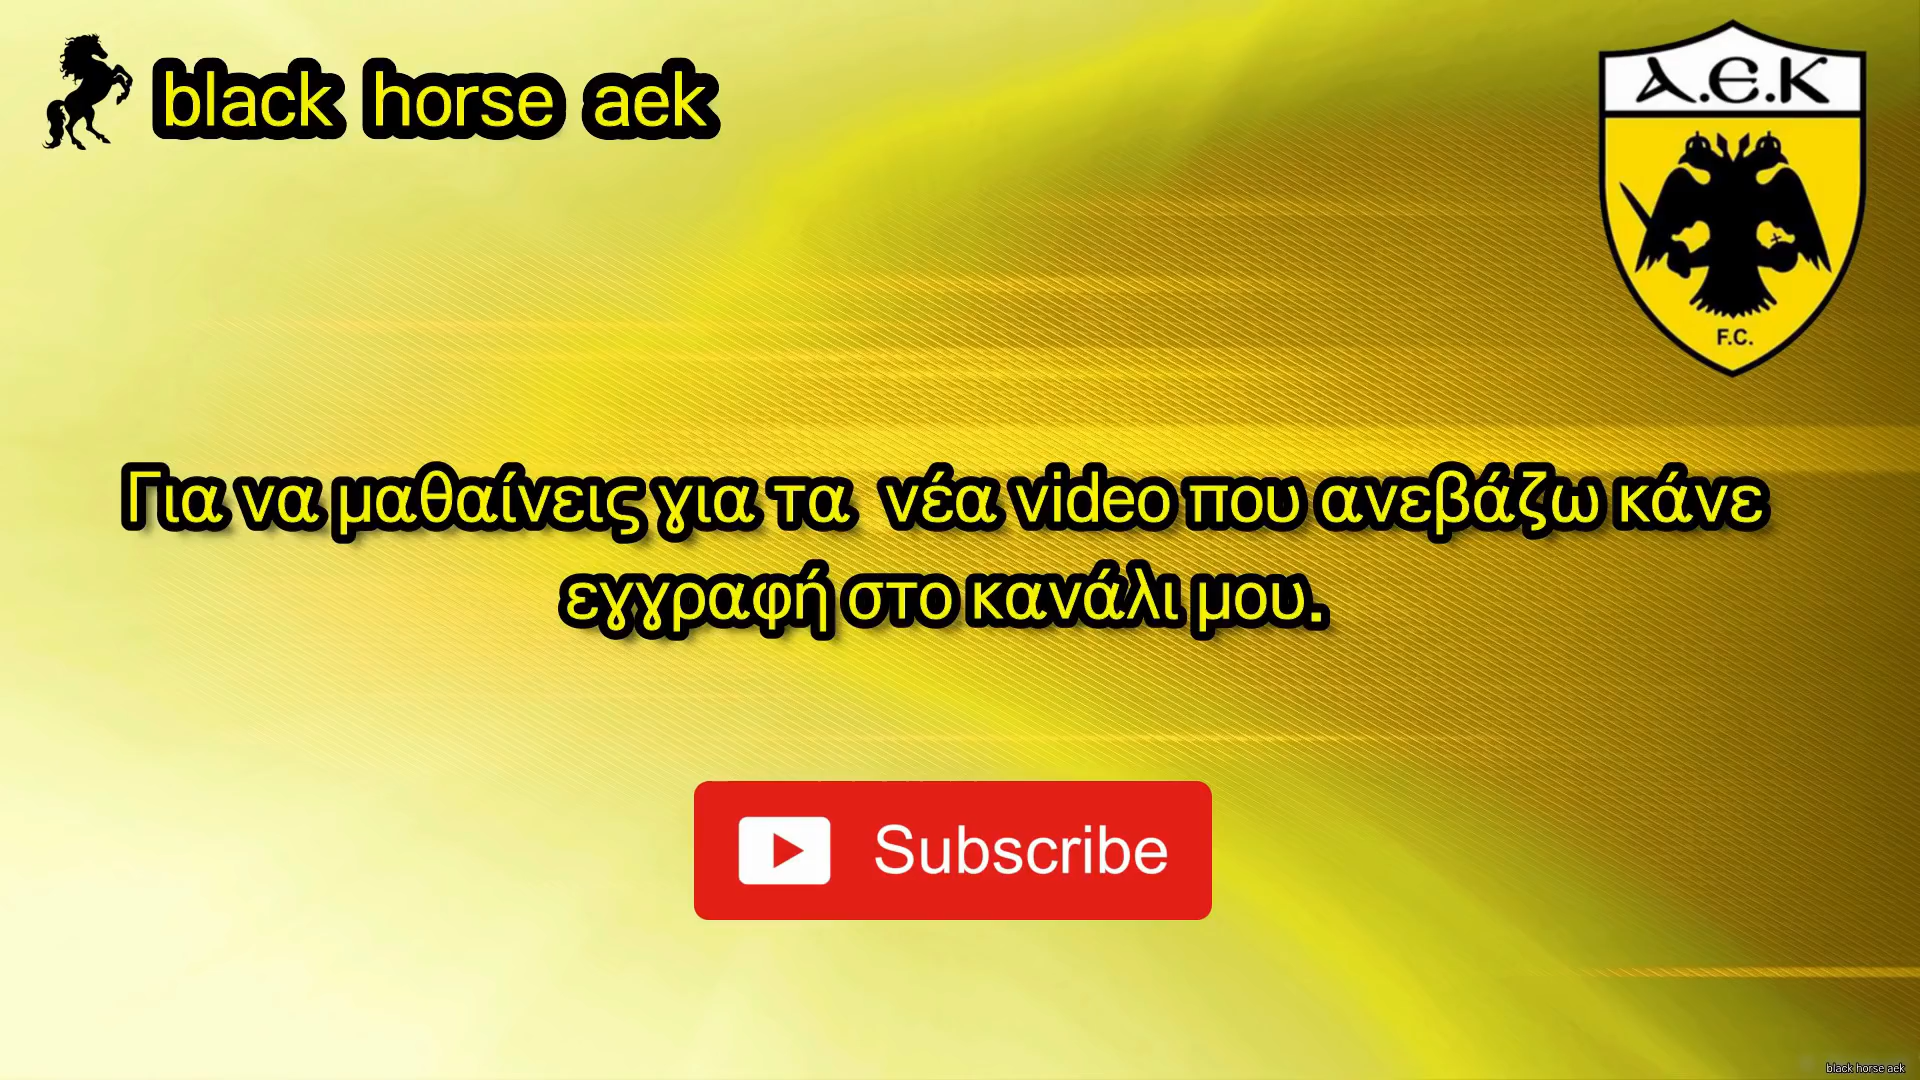 black horse aek
Α.Ε.Κ
F.C.
Για να μαθαίνεις για τα νέα video που ανεβάζω κάνε
εγγραφή στο κανάλι μου.
Subscribe
black horse aek